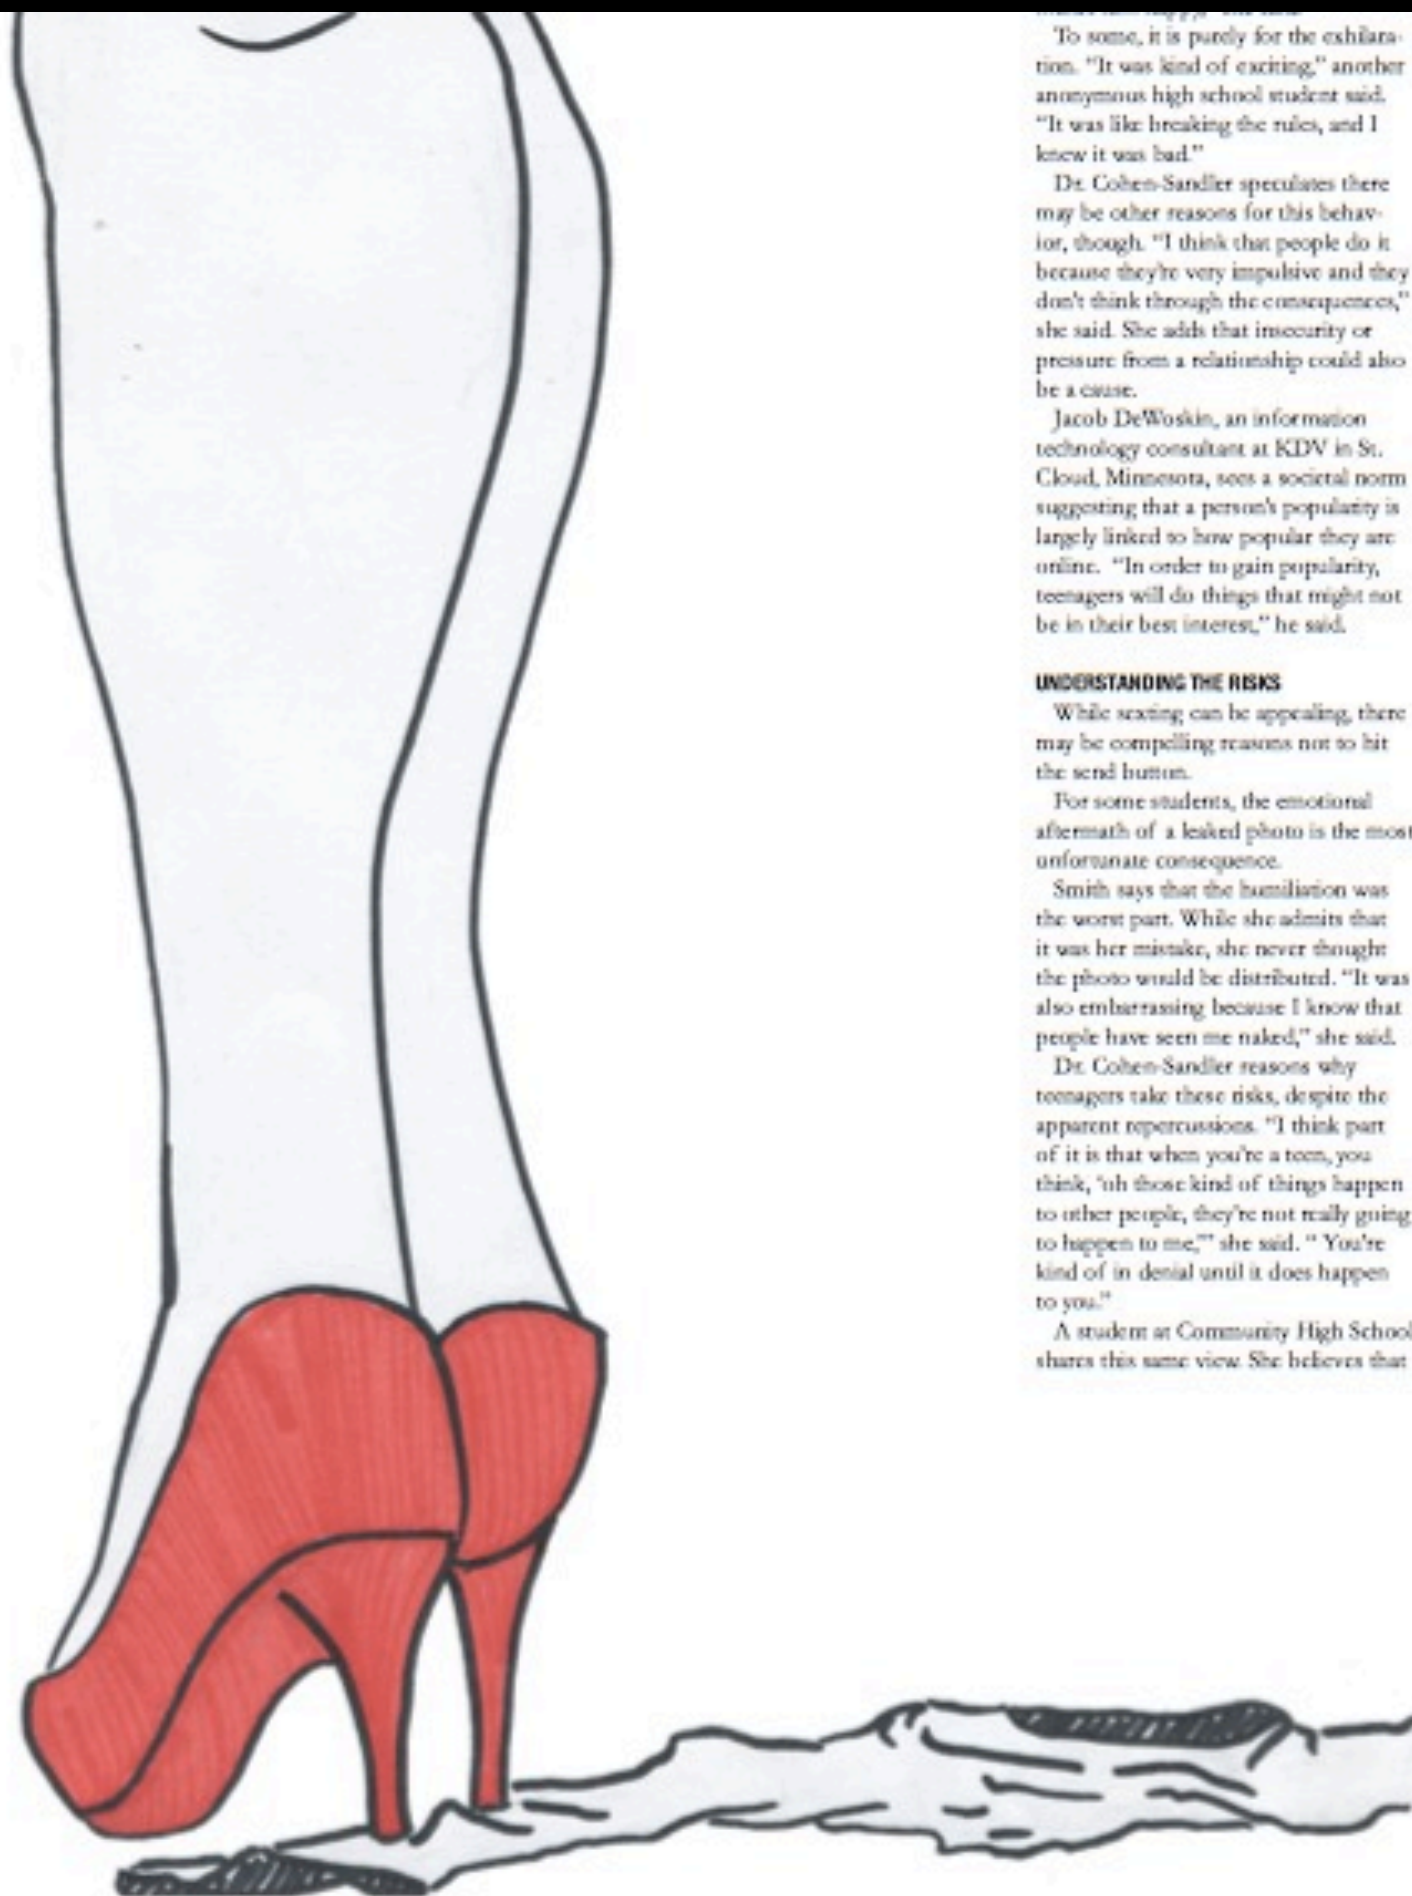 To some, it is purely for the exhilara-
tion. "It was kind of exciting," another
anonymous high school student said.
"It was like breaking the rules, and I
knew it was bad."
Dr. Cohen-Sandler speculates there
may be other reasons for this behav-
ior, though. "I think that people do it
because they're very impulsive and they
don't think through the consequences,"
she said. She adds that insecurity or
pressure from a relationship could also
be a cause.
Jacob DeWoskin, an information
technology consultant at KDV in St.
Cloud, Minnesota, sees a societal norm
suggesting that a person's popularity is
largely linked to how popular they are
online. "In order to gain popularity,
teenagers will do things that might not
be in their best interest," he said.
UNDERSTANDING THE RISKS
While sexting can be appealing, there
may be compelling reasons not to hit
the send button.
For some students, the emotional
aftermath of a leaked photo is the most
unfortunate consequence.
Smith says that the humiliation was
the worst part. While she admits that
it was her mistake, she never thought
the photo would be distributed. "It was
also embarrassing because I know that
people have seen me naked," she said.
Dr. Cohen-Sandler reasons why
teenagers take these risks, despite the
apparent repercussions. "I think part
of it is that when you're a teen, you
think, 'oh those kind of things happen
to other people, they're not really going
to happen to me,'" she said. " You're
kind of in denial until it does happen
to you."
A student at Community High School
shares this same view. She believes that